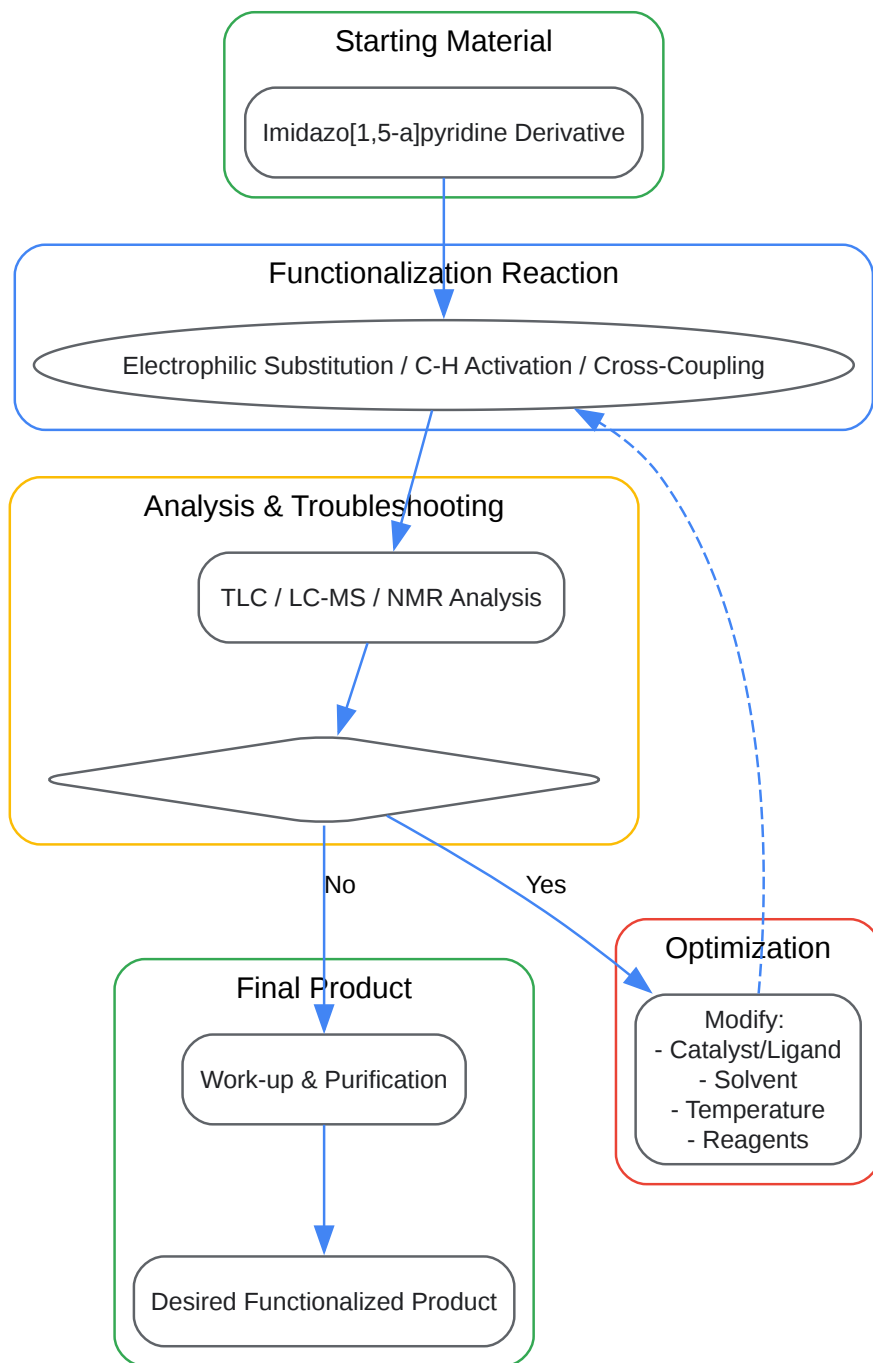 Starting Material
Imidazo[1,5-a]pyridine Derivative
Functionalization Reaction
Electrophilic Substitution / C-H Activation / Cross-Coupling
Analysis & Troubleshooting
TLC / LC-MS / NMR Analysis
No
Yes
Optimization
Modify:
- Catalyst/Ligand
- Solvent
- Temperature
- Reagents
Final Product
Work-up & Purification
Desired Functionalized Product